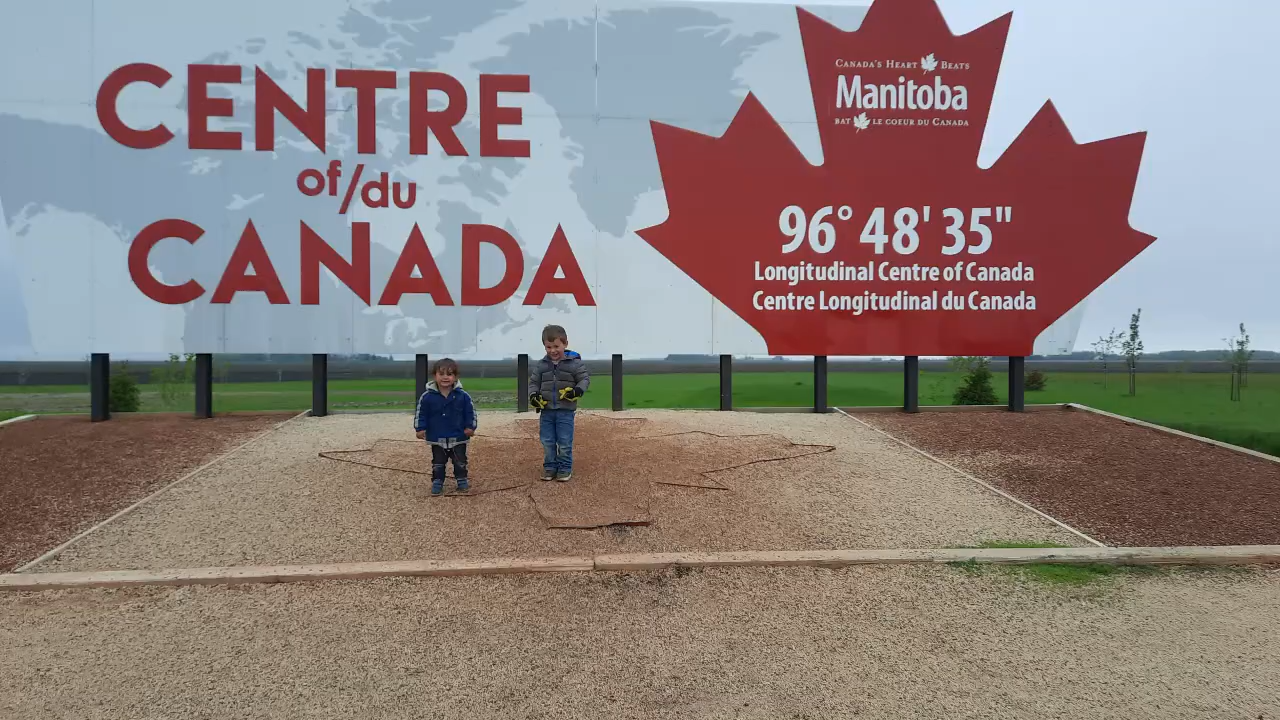 CENTRE
of/du
CANADA
CANADA'S HEART BEATS
Manitoba
BAT LE COEUR DU CANADA
96° 48' 35"
Longitudinal Centre of Canada
Centre Longitudinal du Canada